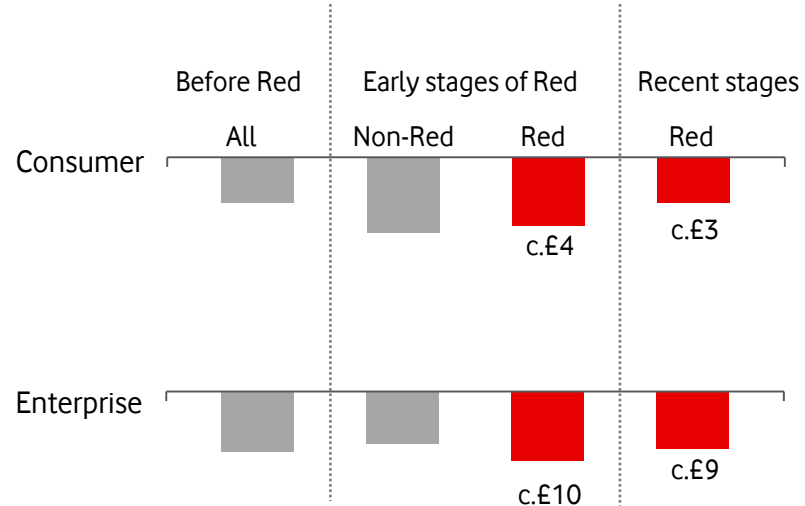 Before Red Early stages of Red Recent stages
All Non-Red Red Red
Consumer
c.£4 c.£3
Enterprise
c.£10 c.£9